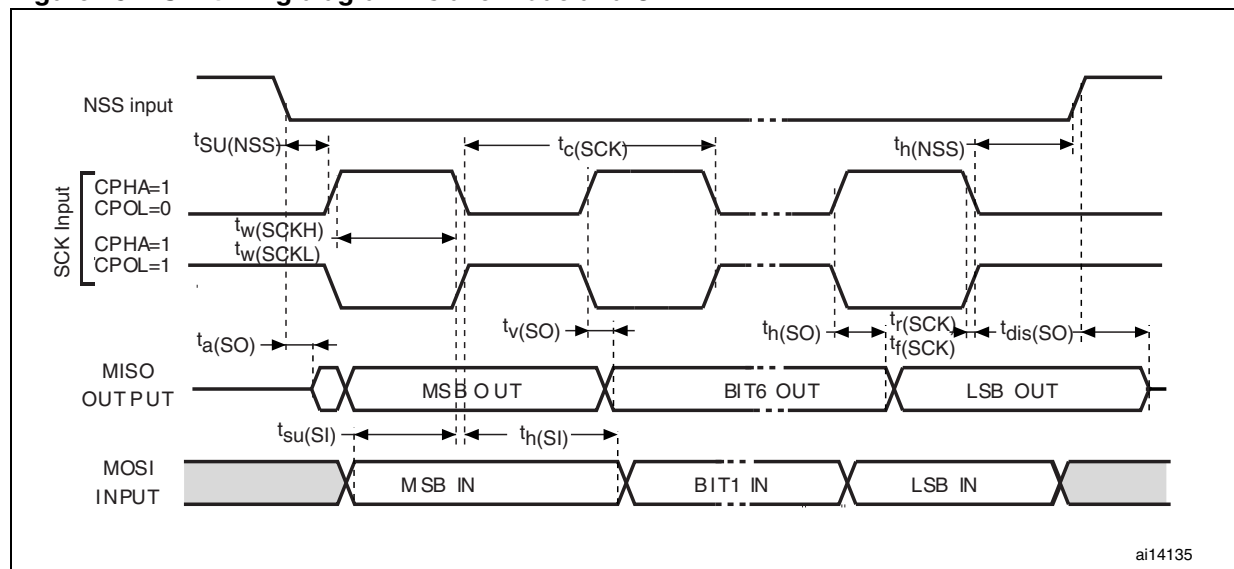 NSS input
tSU(NSS)
tc(SCK)
th(NSS)
SCK Input
CPHA=1
CPOL=0
tw(SCKH)
CPHA=1
tw(SCKL)
CPOL=1
tv(SO)
th(SO)
tr(SCK)
tf(SCK)
tdis(SO)
ta(SO)
MISO
OUTPUT
MSB OUT
BIT6 OUT
LSB OUT
tsu(SI)
th(SI)
MOSI
INPUT
MSB IN
BIT1 IN
LSB IN
ai14135